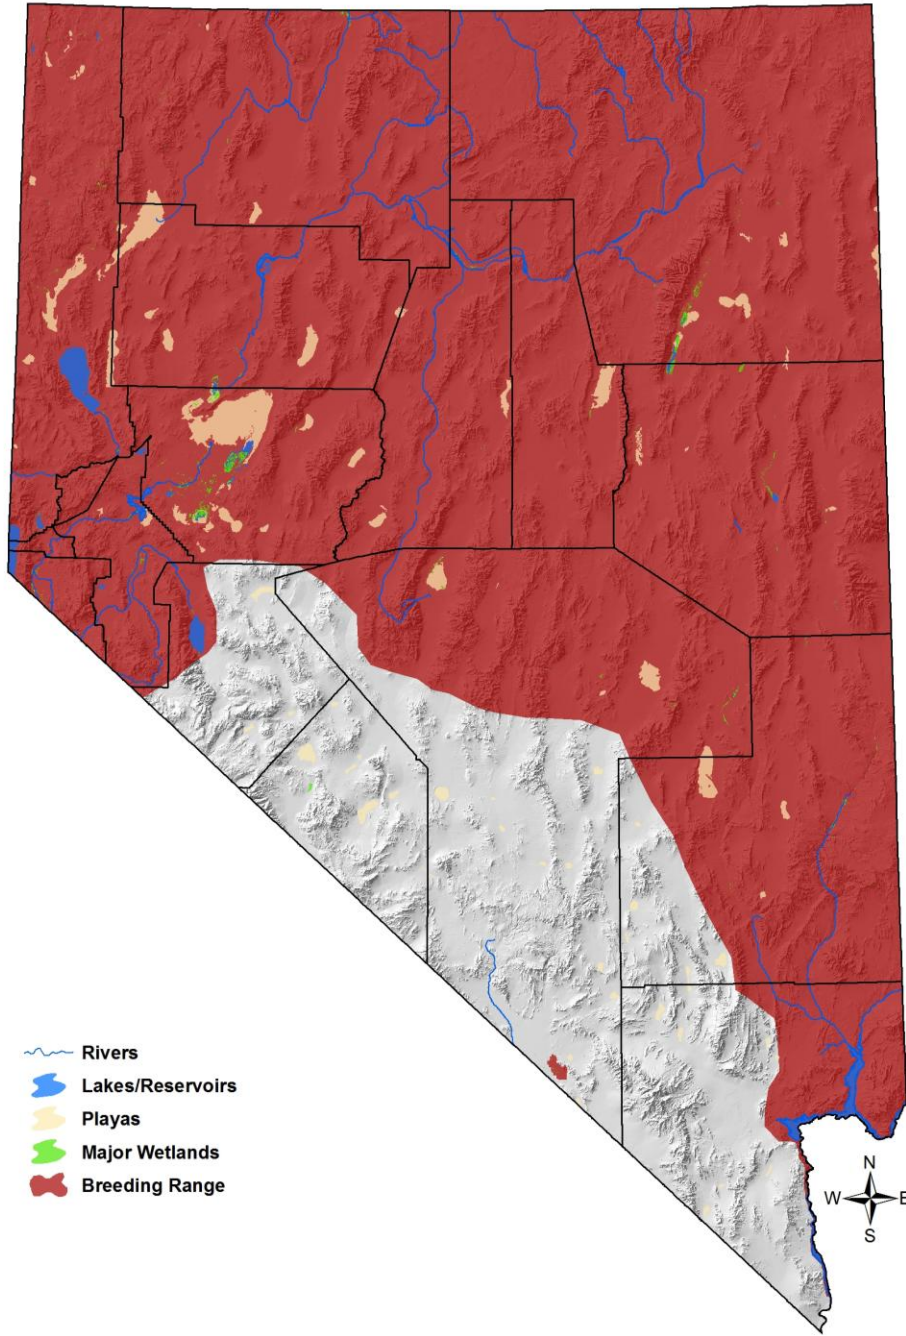 Rivers
Lakes/Reservoirs
Playas
Major Wetlands
Breeding Range
N
W E
S